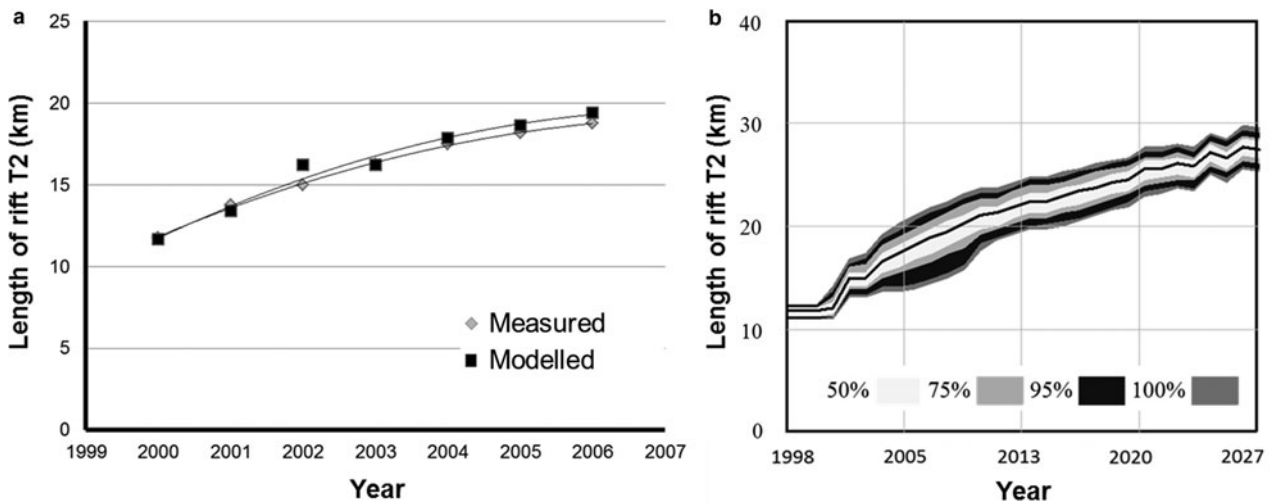 a
Length of rift T2 (km)
25
20
15
10
5
0
Measured
Modelled
1999 2000 2001 2002 2003 2004 2005 2006 2007
Year
b
Length of rift T2 (km)
40
30
20
10
0
50% 75% 95% 100%
1998 2005 2013 2020 2027
Year